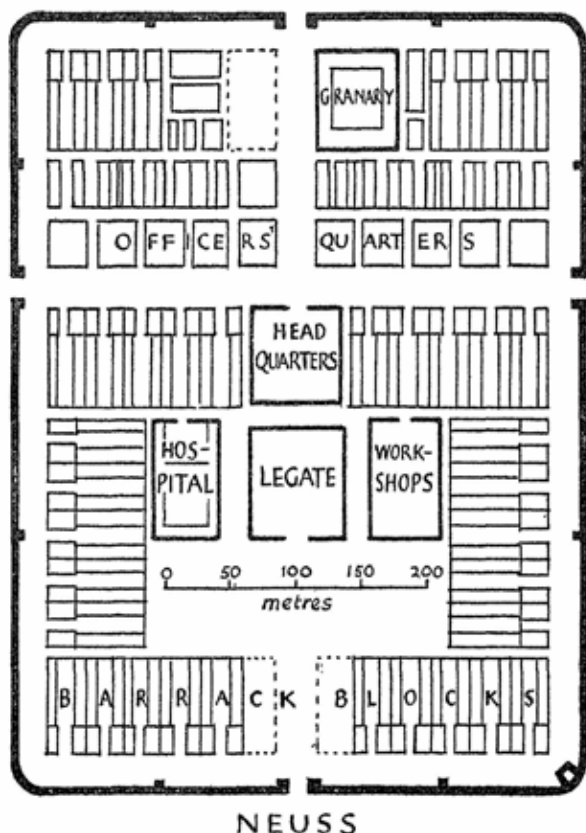 GRANARY
OFFICERS' QUARTERS
HEAD
QUARTERS
HOS-
PITAL
LEGATE
WORK-
SHOPS
0 50 100 150 200
metres
BARRACK BLOCKS
NEUSS